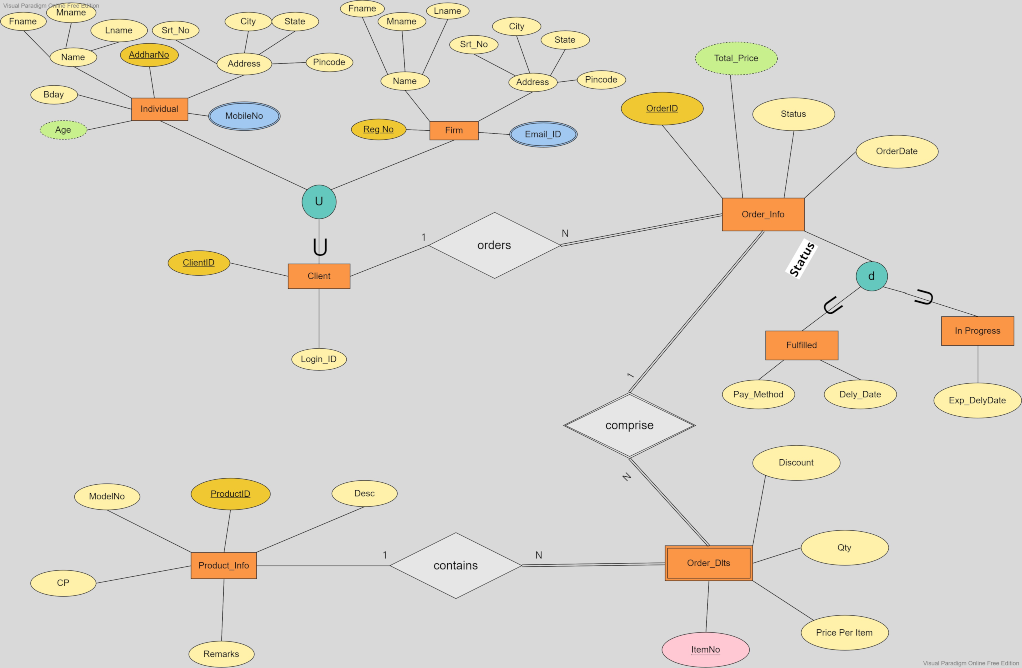 Visual Paradigm Online Free Edition
Fname
Mname
Lname
Srt_No
City
State
Fname
Mname
Lname
Srt_No
City
State
Name
AddharNo
Address
Pincode
Name
Address
Pincode
Total_Price
Bday
Individual
MobileNo
OrderID
Status
Age
Reg No
Firm
Email_ID
OrderDate
U
Order_Info
1
orders
N
U
Status
ClientID
Client
d
U
U
Fulfilled
In Progress
Login_ID
1
Pay_Method
Dely_Date
Exp_DelyDate
comprise
N
Discount
ModelNo
ProductID
Desc
Qty
Product_Info
1
contains
N
Order_Dlts
CP
Price Per Item
Remarks
ItemNo
Visual Paradigm Online Free Edition